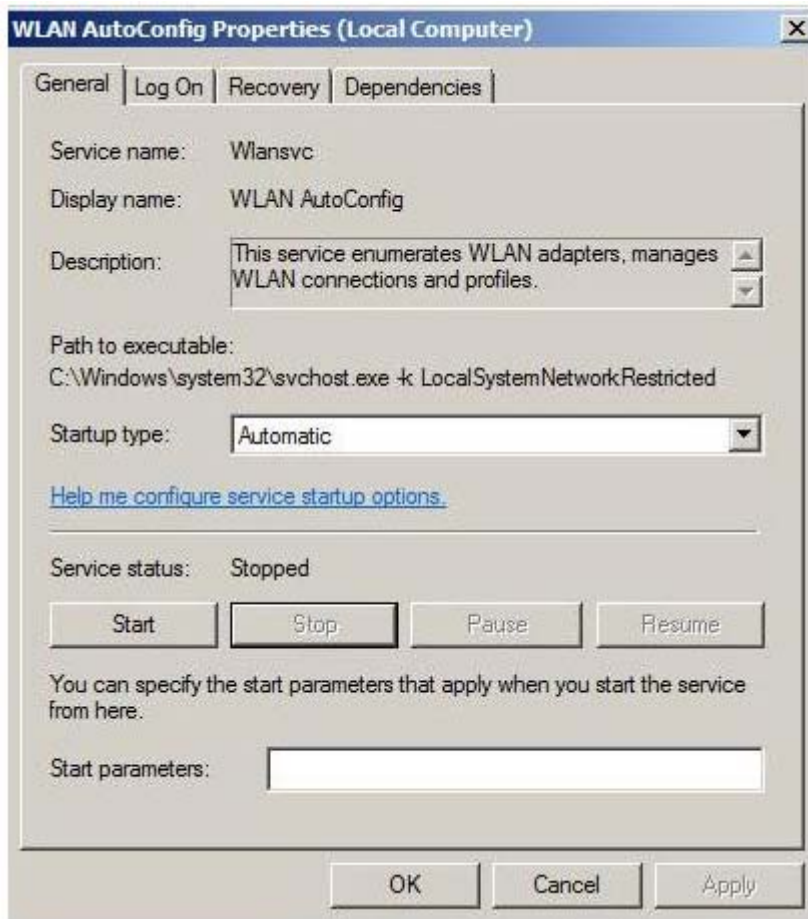 WLAN AutoConfig Properties (Local Computer)
General Log On Recovery Dependencies
Service name: Wlansvc
Display name: WLAN AutoConfig
Description: This service enumerates WLAN adapters, manages
WLAN connections and profiles.
Path to executable:
C:\Windows\system32\svchost.exe -k LocalSystemNetworkRestricted
Startup type: Automatic
Help me configure service startup options.
Service status: Stopped
Start Stop Pause Resume
You can specify the start parameters that apply when you start the service
from here.
Start parameters:
OK Cancel Apply